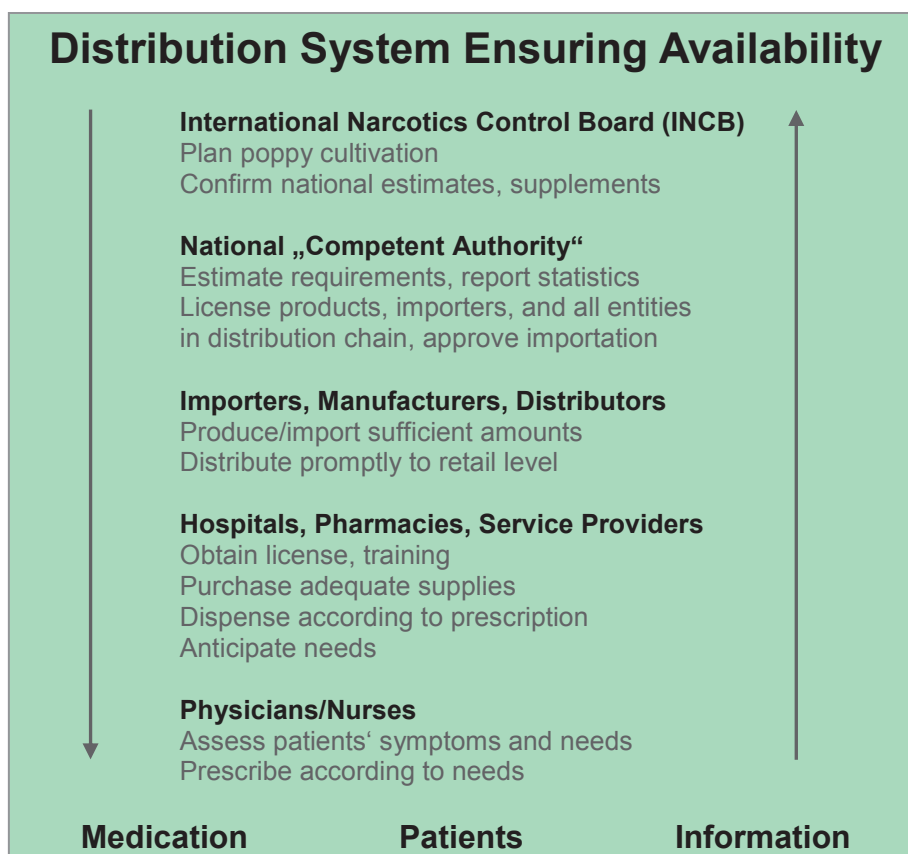 Distribution System Ensuring Availability
International Narcotics Control Board (INCB)
Plan poppy cultivation
Confirm national estimates, supplements
National „Competent Authority“
Estimate requirements, report statistics
License products, importers, and all entities
in distribution chain, approve importation
Importers, Manufacturers, Distributors
Produce/import sufficient amounts
Distribute promptly to retail level
Hospitals, Pharmacies, Service Providers
Obtain license, training
Purchase adequate supplies
Dispense according to prescription
Anticipate needs
Physicians/Nurses
Assess patients‘ symptoms and needs
Prescribe according to needs
Medication Patients Information